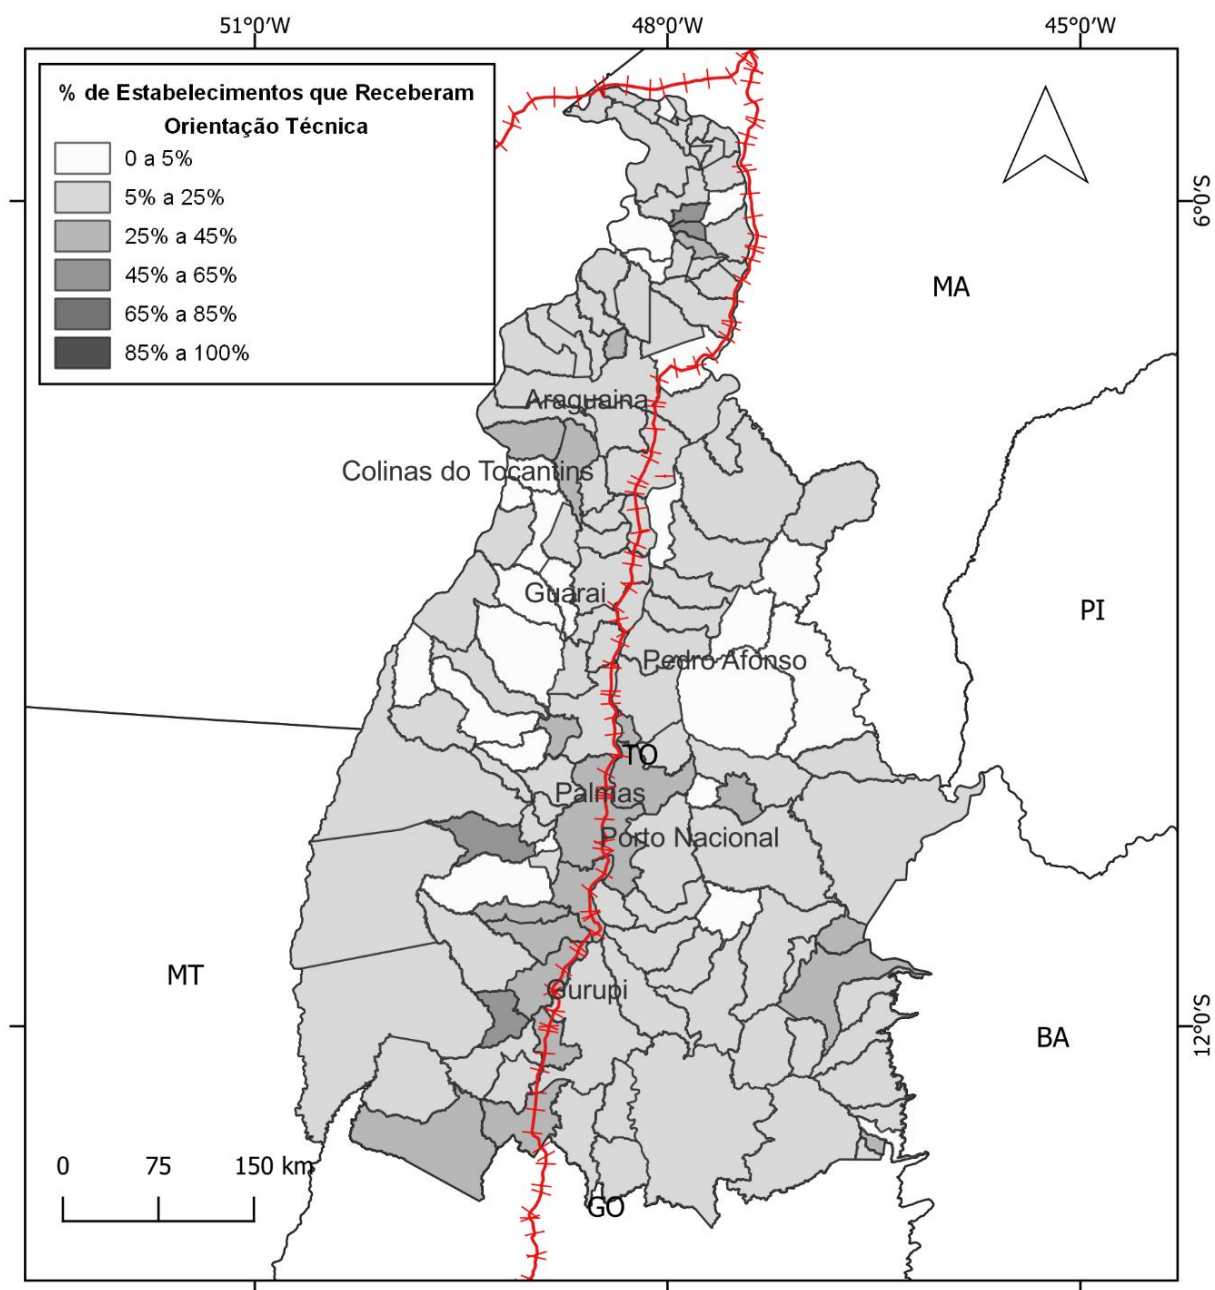 51°0′W
48°0′W
45°0′W
% de Estabelecimentos que Receberam
Orientação Técnica
0 a 5%
5% a 25%
25% a 45%
45% a 65%
65% a 85%
85% a 100%
6°0′S
MA
Araguaina
Colinas do Tocantins
Guarai
PI
Pedro Afonso
TO
Palmas
Porto Nacional
MT
Gurupi
12°0′S
BA
0 75 150 km
GO